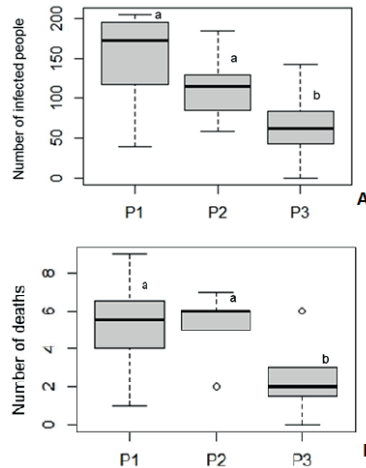 Number of infected people
200
150
100
50
0
a
a
b
P1 P2 P3
A
Number of deaths
8
6
4
2
0
a
a
b
P1 P2 P3